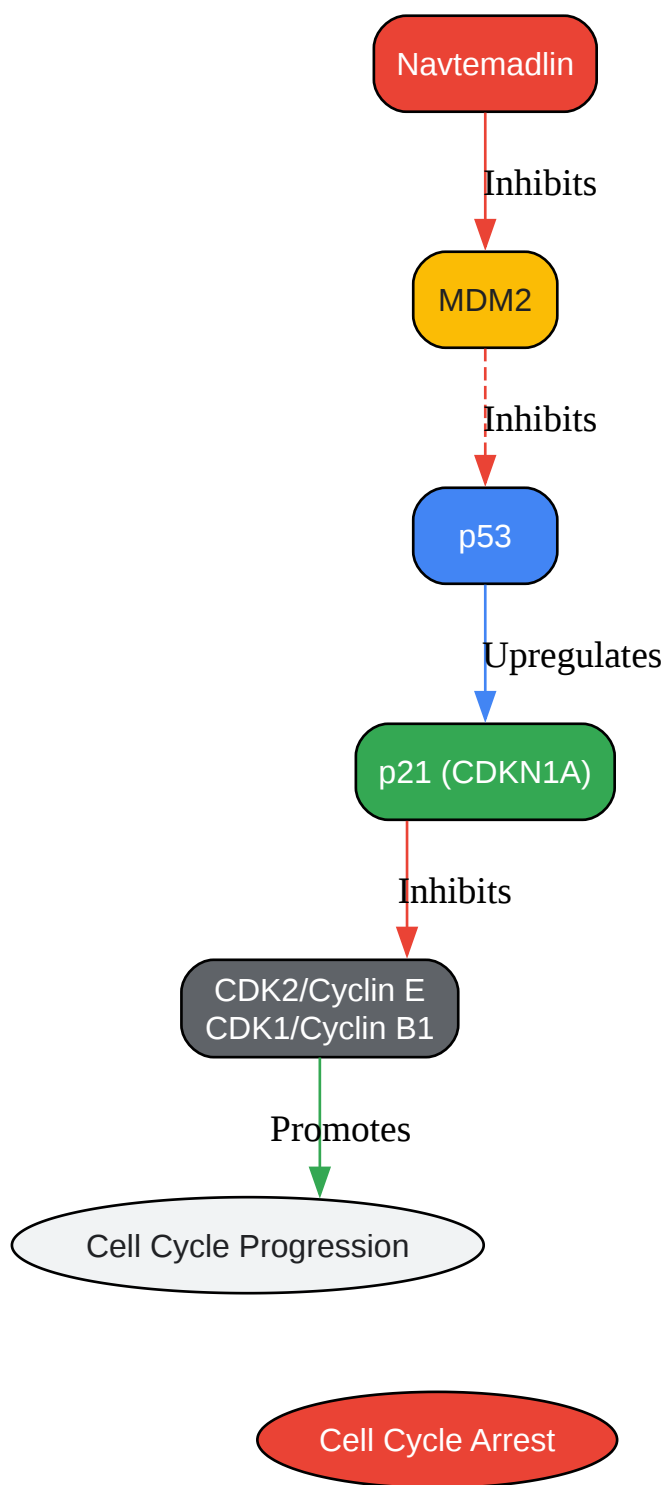 Navtemadlin
Inhibits
MDM2
Inhibits
p53
Upregulates
p21 (CDKN1A)
Inhibits
CDK2/Cyclin E
CDK1/Cyclin B1
Promotes
Cell Cycle Progression
Cell Cycle Arrest